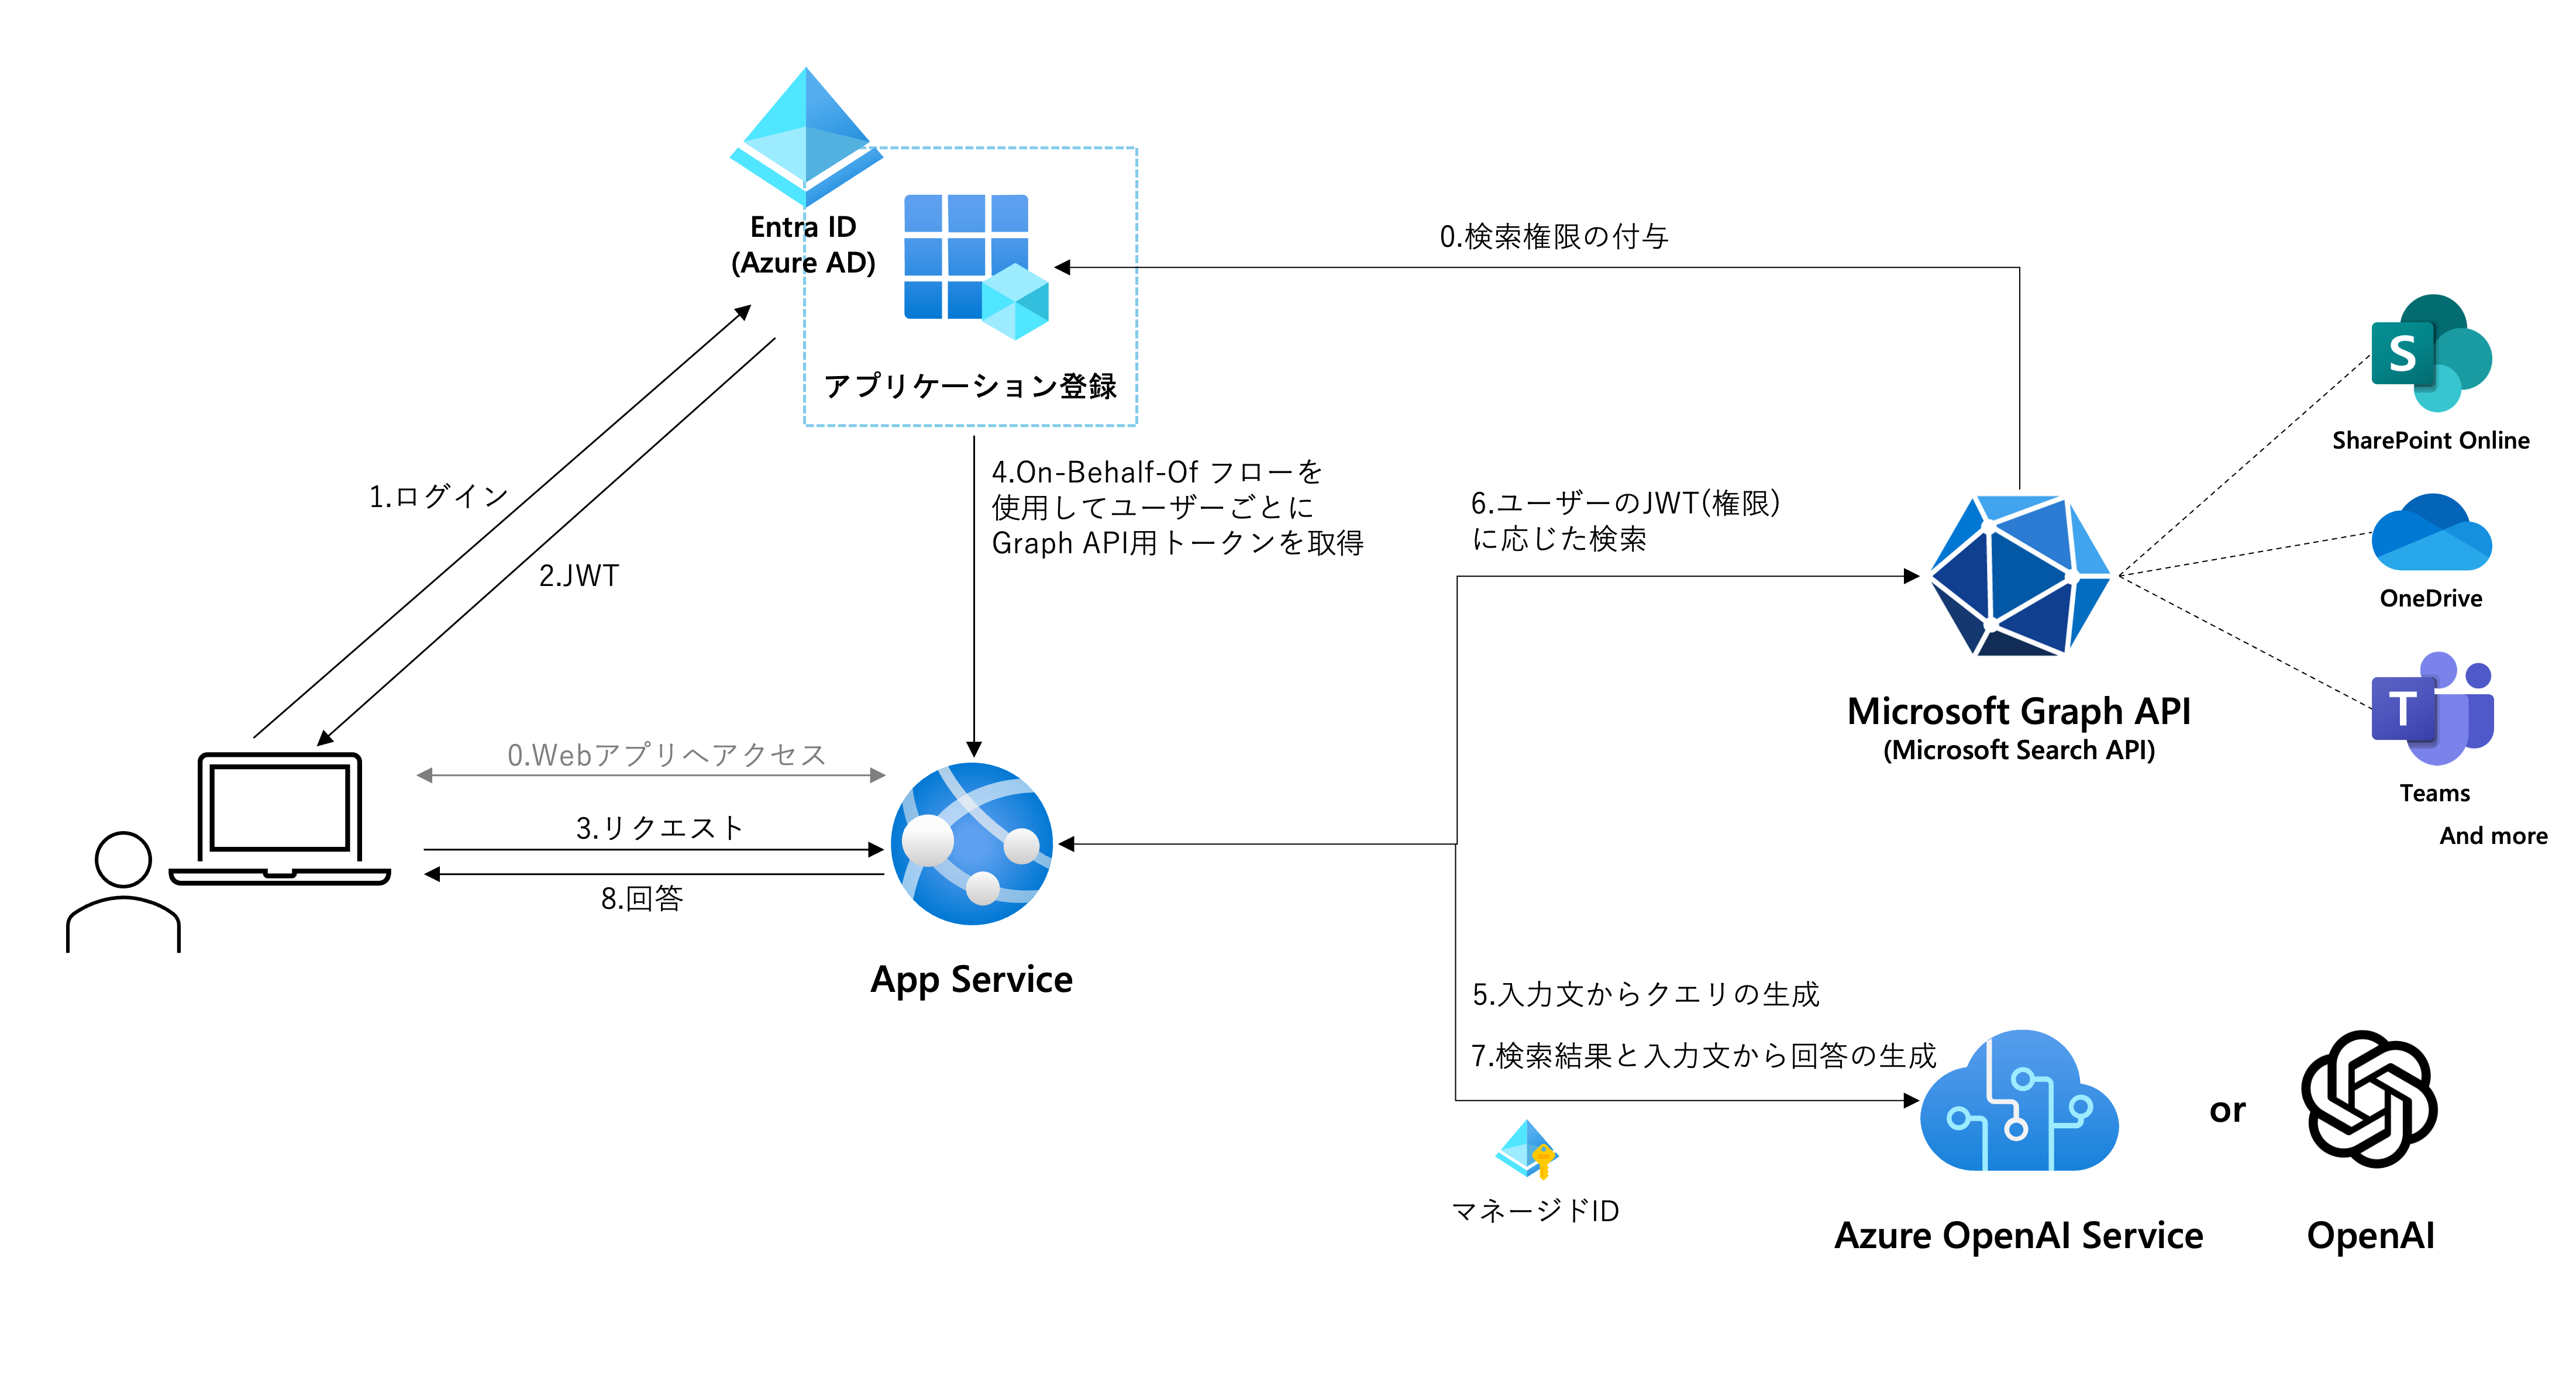 Entra ID
(Azure AD)
アプリケーション登録
0.検索権限の付与
1.ログイン
2.JWT
4.On-Behalf-Of フローを
使用してユーザーごとに
Graph API用トークンを取得
6.ユーザーのJWT(権限)
に応じた検索
S
SharePoint Online
OneDrive
T
Teams
And more
Microsoft Graph API
(Microsoft Search API)
0.Webアプリへアクセス
3.リクエスト
8.回答
App Service
5.入力文からクエリの生成
7.検索結果と入力文から回答の生成
マネージドID
Azure OpenAI Service
or
OpenAI